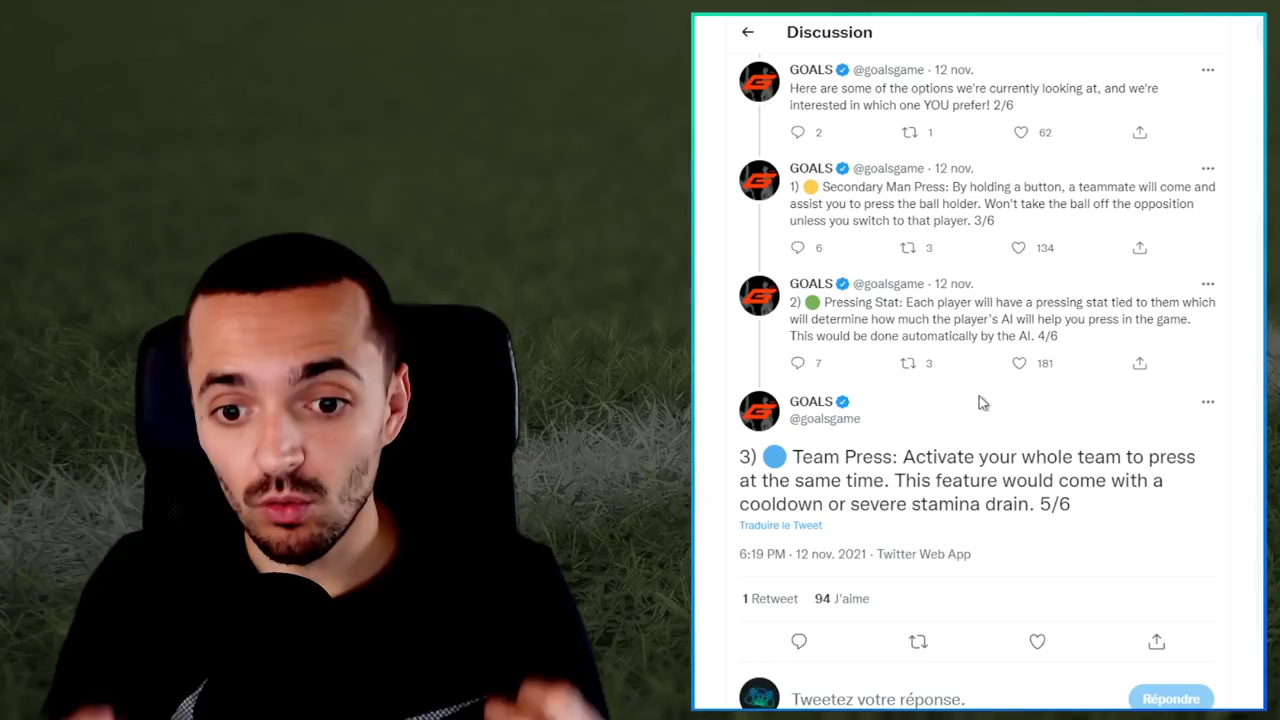 Discussion
GOALS @goalsgame · 12 nov.
Here are some of the options we're currently looking at, and we're
interested in which one YOU prefer! 2/6
2 1 62
GOALS @goalsgame · 12 nov.
1) 🟡 Secondary Man Press: By holding a button, a teammate will come and
assist you to press the ball holder. Won't take the ball off the opposition
unless you switch to that player. 3/6
6 3 134
GOALS @goalsgame · 12 nov.
2) 🟢 Pressing Stat: Each player will have a pressing stat tied to them which
will determine how much the player's AI will help you press in the game.
This would be done automatically by the AI. 4/6
7 3 181
GOALS
@goalsgame
3) 🔵 Team Press: Activate your whole team to press
at the same time. This feature would come with a
cooldown or severe stamina drain. 5/6
Traduire le Tweet
6:19 PM · 12 nov. 2021 · Twitter Web App
1 Retweet 94 J'aime
Tweetez votre réponse.
Répondre